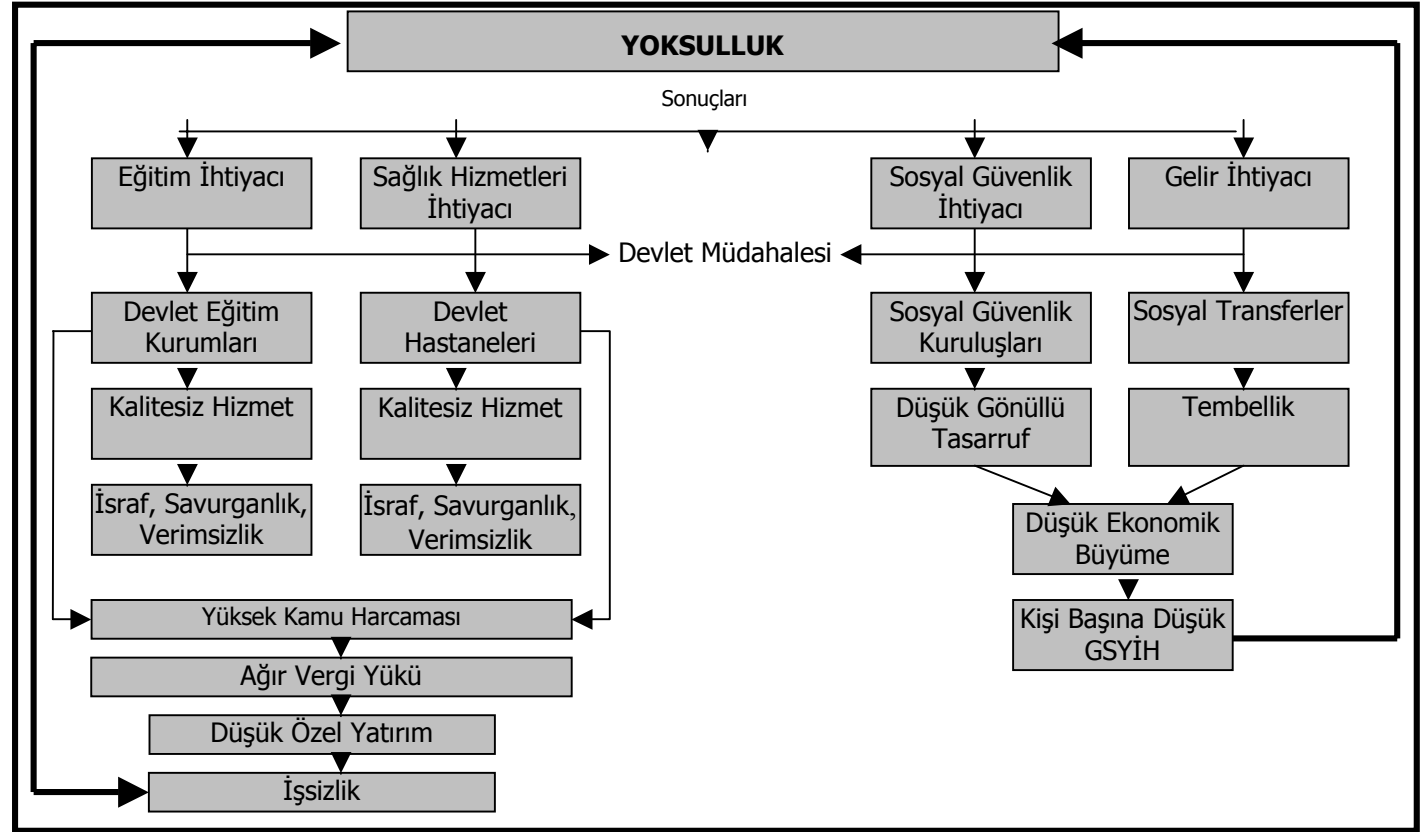 YOKSULLUK
Sonuçları
Eğitim İhtiyacı
Sağlık Hizmetleri
İhtiyacı
Sosyal Güvenlik
İhtiyacı
Gelir İhtiyacı
Devlet Müdahalesi
Devlet Eğitim
Kurumları
Devlet
Hastaneleri
Sosyal Güvenlik
Kuruluşları
Sosyal Transferler
Kalitesiz Hizmet
Kalitesiz Hizmet
Düşük Gönüllü
Tasarruf
Tembellik
İsraf, Savurganlık,
Verimsizlik
İsraf, Savurganlık,
Verimsizlik
Düşük Ekonomik
Büyüme
Yüksek Kamu Harcaması
Kişi Başına Düşük
GSYİH
Ağır Vergi Yükü
Düşük Özel Yatırım
İşsizlik